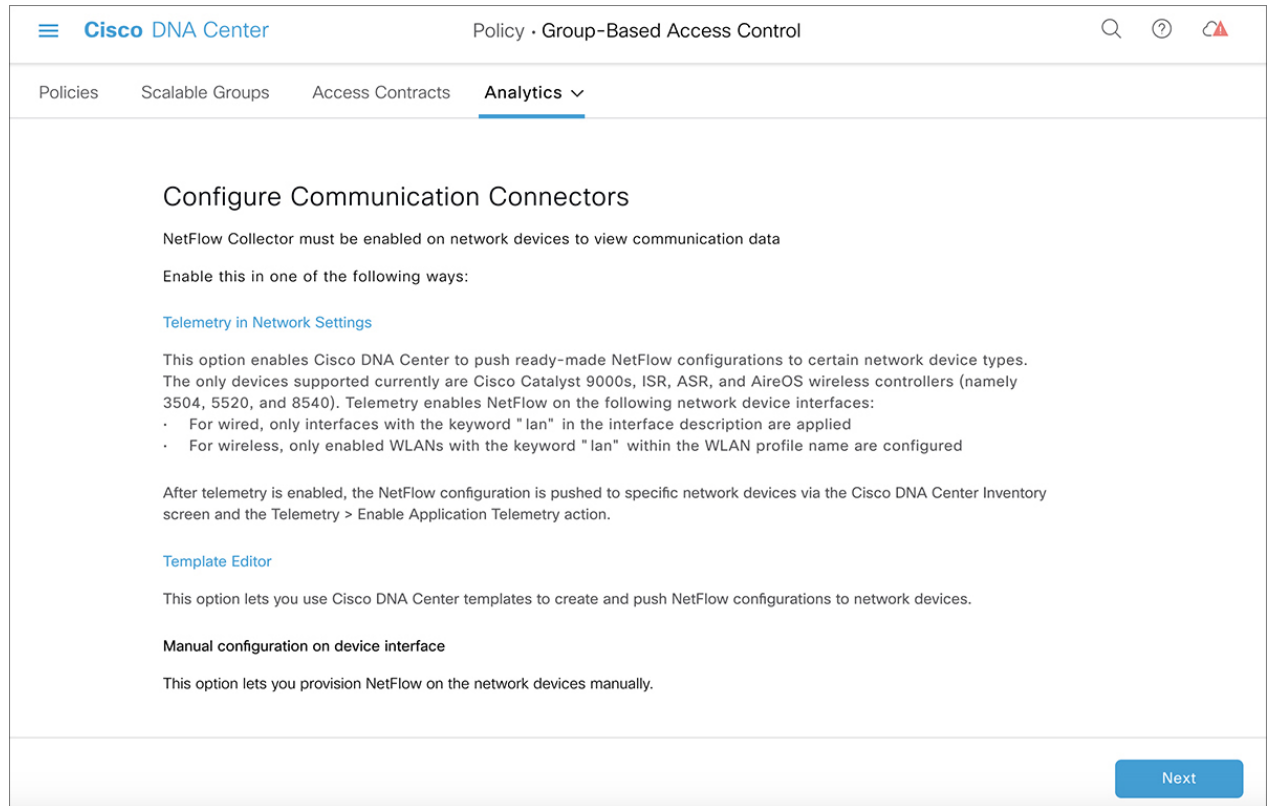 Cisco DNA Center
Policy · Group-Based Access Control
Policies
Scalable Groups
Access Contracts
Analytics
Configure Communication Connectors
NetFlow Collector must be enabled on network devices to view communication data
Enable this in one of the following ways:
Telemetry in Network Settings
This option enables Cisco DNA Center to push ready-made NetFlow configurations to certain network device types.
The only devices supported currently are Cisco Catalyst 9000s, ISR, ASR, and AireOS wireless controllers (namely
3504, 5520, and 8540). Telemetry enables NetFlow on the following network device interfaces:
· For wired, only interfaces with the keyword "lan" in the interface description are applied
· For wireless, only enabled WLANs with the keyword "lan" within the WLAN profile name are configured
After telemetry is enabled, the NetFlow configuration is pushed to specific network devices via the Cisco DNA Center Inventory
screen and the Telemetry > Enable Application Telemetry action.
Template Editor
This option lets you use Cisco DNA Center templates to create and push NetFlow configurations to network devices.
Manual configuration on device interface
This option lets you provision NetFlow on the network devices manually.
Next